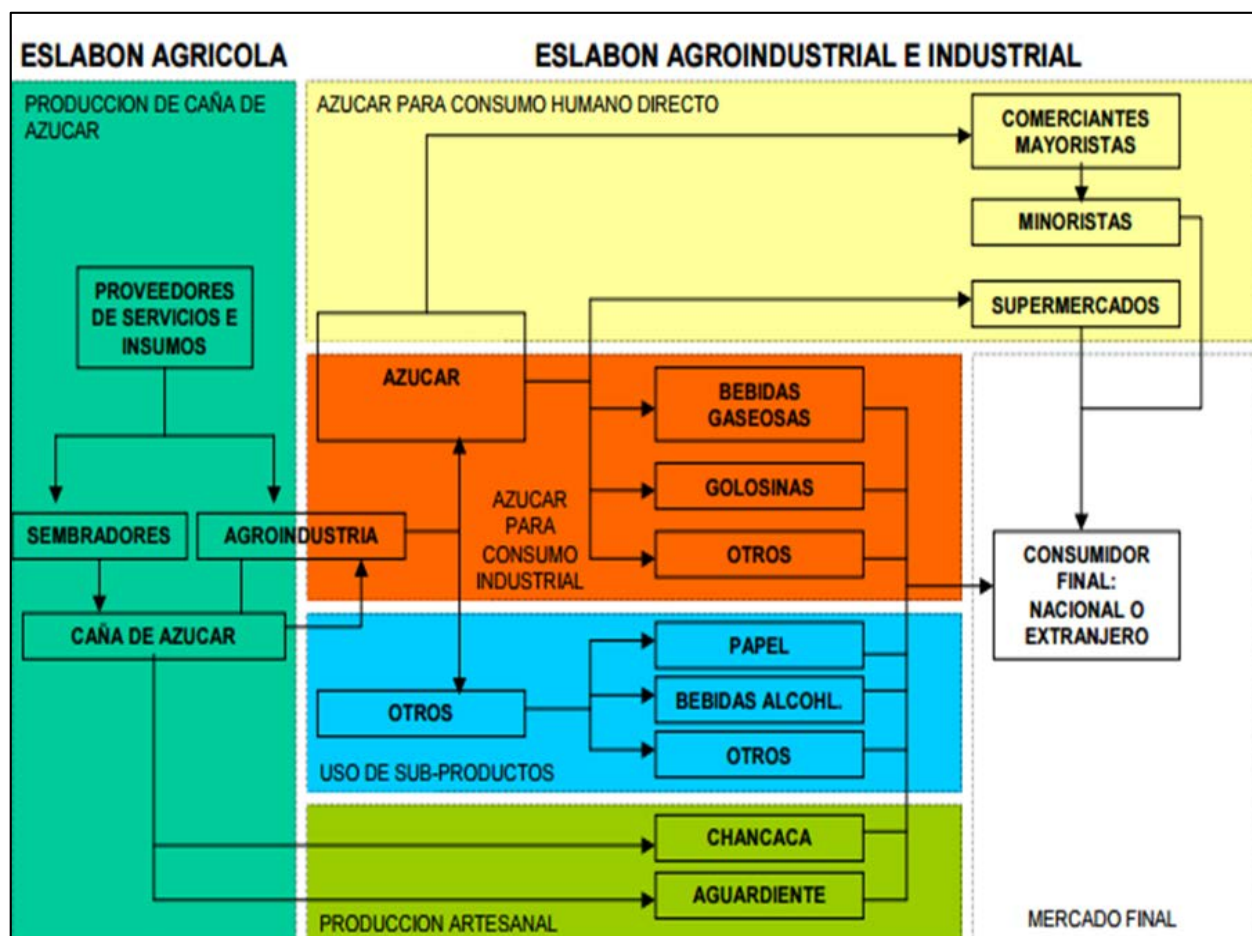 ESLABON AGRICOLA
ESLABON AGROINDUSTRIAL E INDUSTRIAL
PRODUCCION DE CAÑA DE
AZUCAR
PROVEEDORES
DE SERVICIOS E
INSUMOS
SEMBRADORES
AGROINDUSTRIA
CAÑA DE AZUCAR
AZUCAR PARA CONSUMO HUMANO DIRECTO
COMERCIANTES
MAYORISTAS
MINORISTAS
SUPERMERCADOS
AZUCAR
BEBIDAS
GASEOSAS
GOLOSINAS
OTROS
AZUCAR
PARA
CONSUMO
INDUSTRIAL
OTROS
PAPEL
BEBIDAS ALCOHL.
OTROS
USO DE SUB-PRODUCTOS
CHANCACA
AGUARDIENTE
PRODUCCION ARTESANAL
CONSUMIDOR
FINAL:
NACIONAL O
EXTRANJERO
MERCADO FINAL